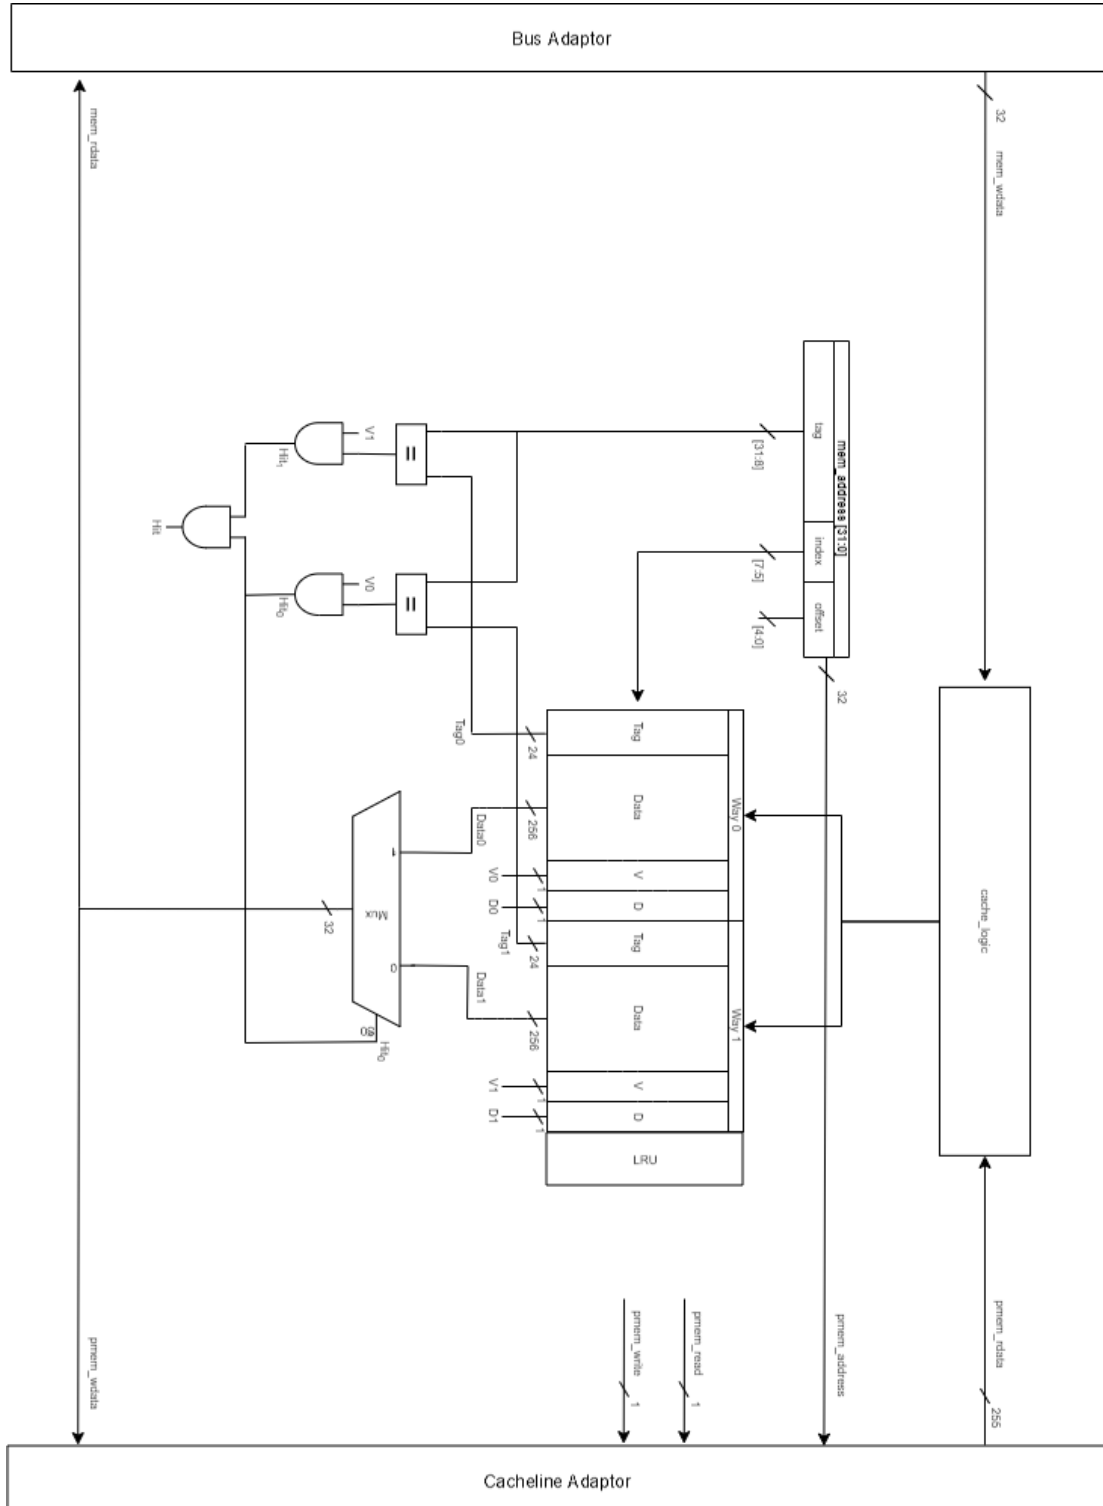 Bus Adaptor
mem_rdata
32
mem_wdata
mem_address [31:0]
tag
index
offset
[31:8]
[7:5]
[4:0]
32
V1
=
Hit1
Hit
V0
=
Hit0
Tag0
24
Tag
Way 0
Data0
256
Data
V0
1
V
D0
1
D
Tag1
24
Tag
Way 1
Data1
256
Data
V1
1
V
D1
1
D
LRU
1
Mux
0
32
S0
Hit0
cache_logic
pmem_write
1
pmem_read
1
pmem_address
pmem_rdata
255
pmem_wdata
Cacheline Adaptor